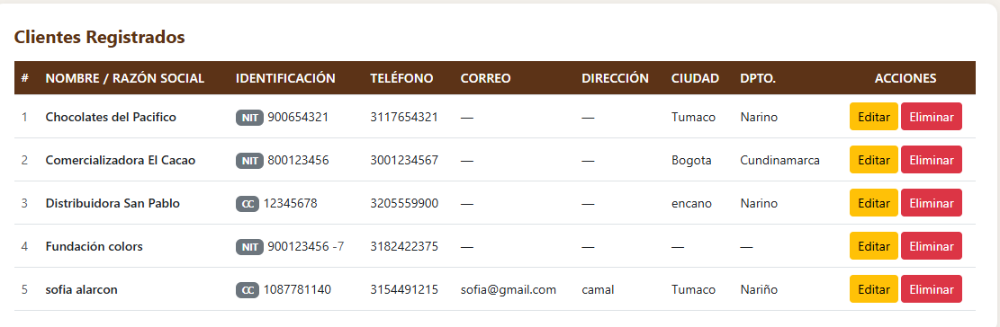 Clientes Registrados
# NOMBRE / RAZÓN SOCIAL IDENTIFICACIÓN TELÉFONO CORREO DIRECCIÓN CIUDAD DPTO. ACCIONES
1 Chocolates del Pacifico NIT 900654321 3117654321 — — Tumaco Narino Editar Eliminar
2 Comercializadora El Cacao NIT 800123456 3001234567 — — Bogota Cundinamarca Editar Eliminar
3 Distribuidora San Pablo CC 12345678 3205559900 — — encano Narino Editar Eliminar
4 Fundación colors NIT 900123456 -7 3182422375 — — — — Editar Eliminar
5 sofia alarcon CC 1087781140 3154491215 sofia@gmail.com camal Tumaco Nariño Editar Eliminar